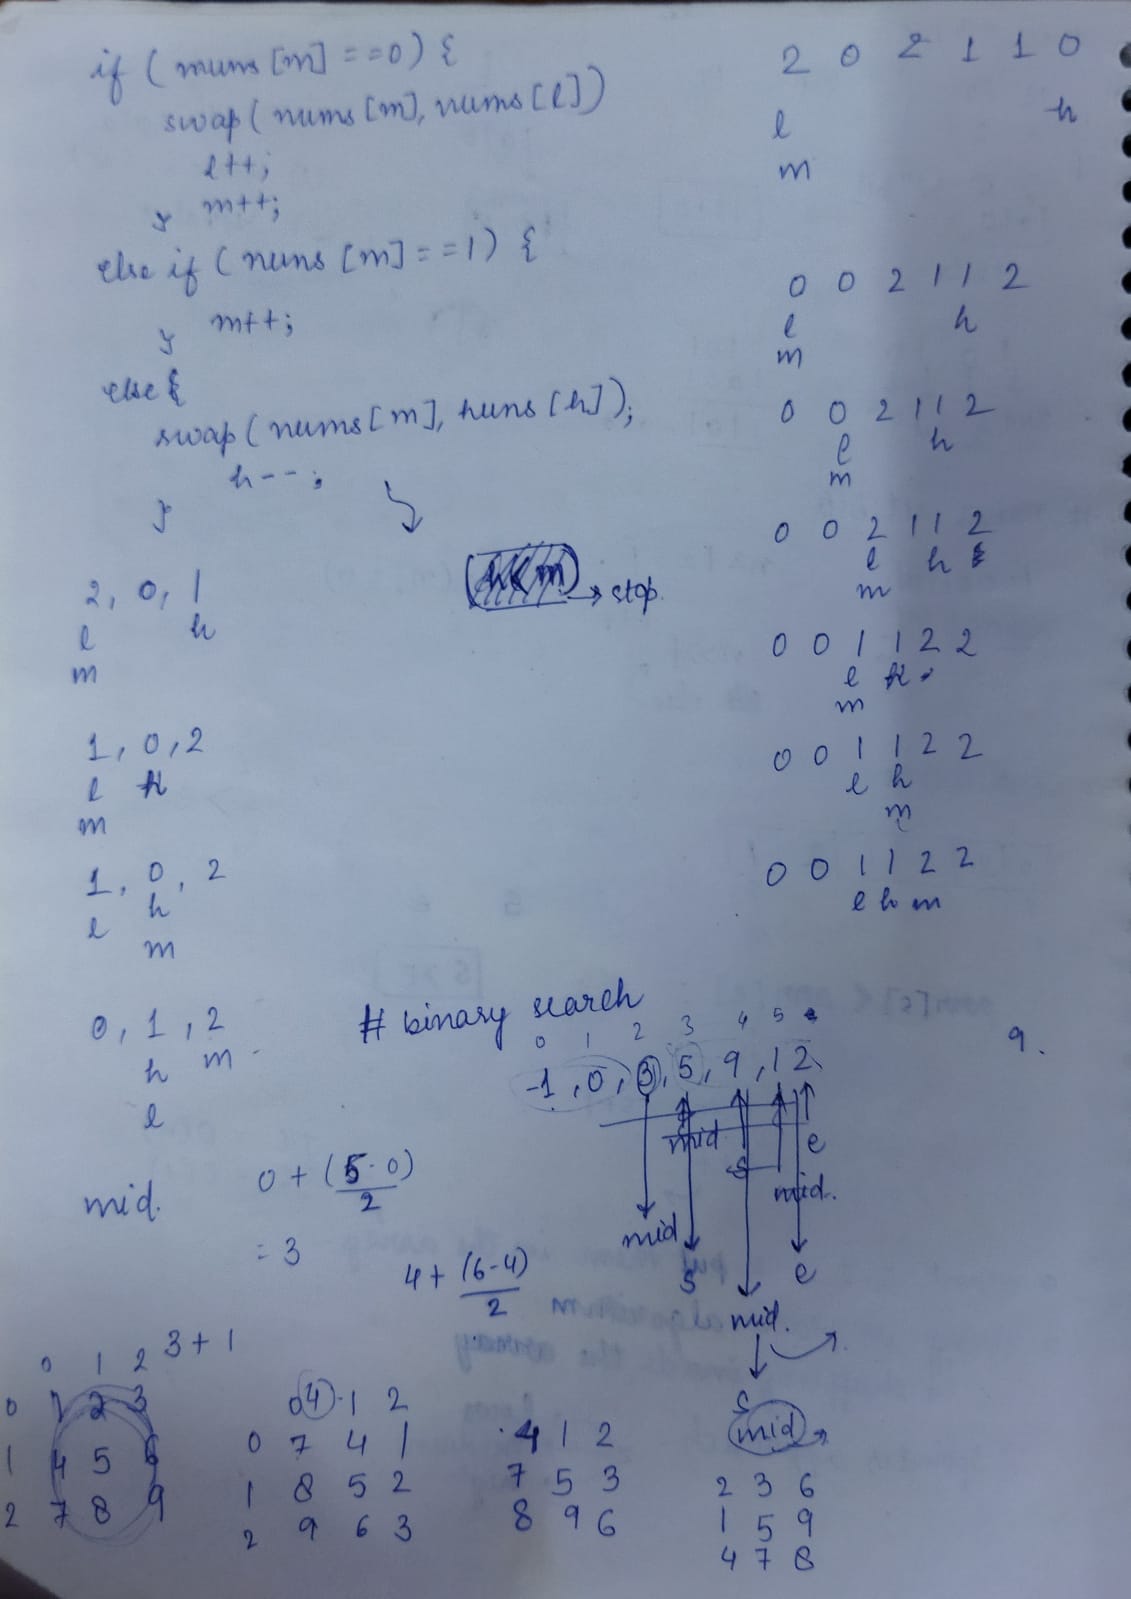 if ( nums [m] == 0 ) {
swap ( nums [m], nums [l] )
l++;
m++;
}
else if ( nums [m] == 1 ) {
m++;
}
else {
swap ( nums [m], nums [h] );
h--;
}
(h<m) → stop.
2, 0, 1
l h
m
1, 0, 2
l h
m
1, 0, 2
l h
m
0, 1, 2
h m
l
2 0 2 1 1 0
l h
m
0 0 2 1 1 2
l h
m
0 0 2 1 1 2
l h
m
0 0 2 1 1 2
l h
m
0 0 1 1 2 2
l h
m
0 0 1 1 2 2
l h
m
0 0 1 1 2 2
l h m
# binary search
0 1 2 3 4 5
-1, 0, 3, 5, 9, 12
9.
mid e
s mid.
mid s e
mid.
s
mid
mid. 0 + (5-0)
2
= 3
4 + (6-4)
2
3 + 1
0 1 2
0 1 2 3
1 4 5 6
2 7 8 9
0 4 1 2
0 7 4 1
1 8 5 2
2 9 6 3
4 1 2
7 5 3
8 9 6
2 3 6
1 5 9
4 7 8